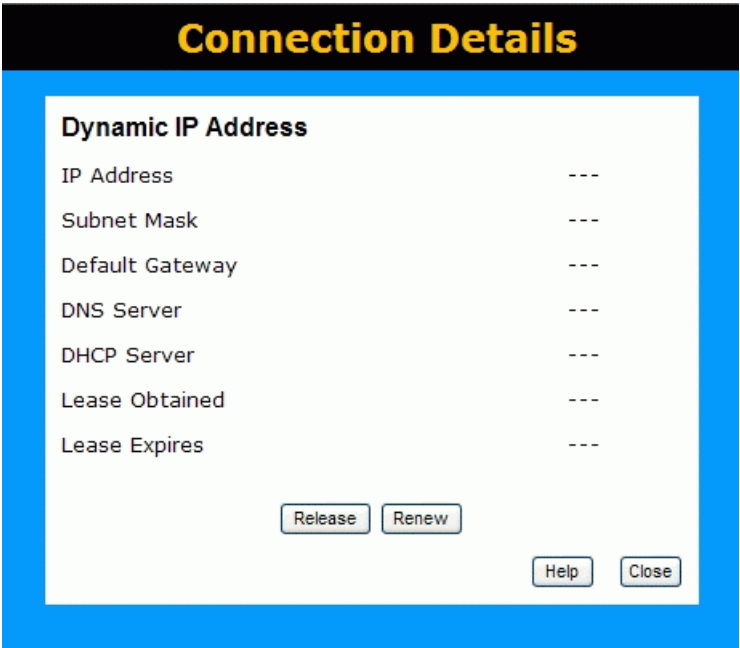 Connection Details
Dynamic IP Address
IP Address ---
Subnet Mask ---
Default Gateway ---
DNS Server ---
DHCP Server ---
Lease Obtained ---
Lease Expires ---
Release Renew
Help Close